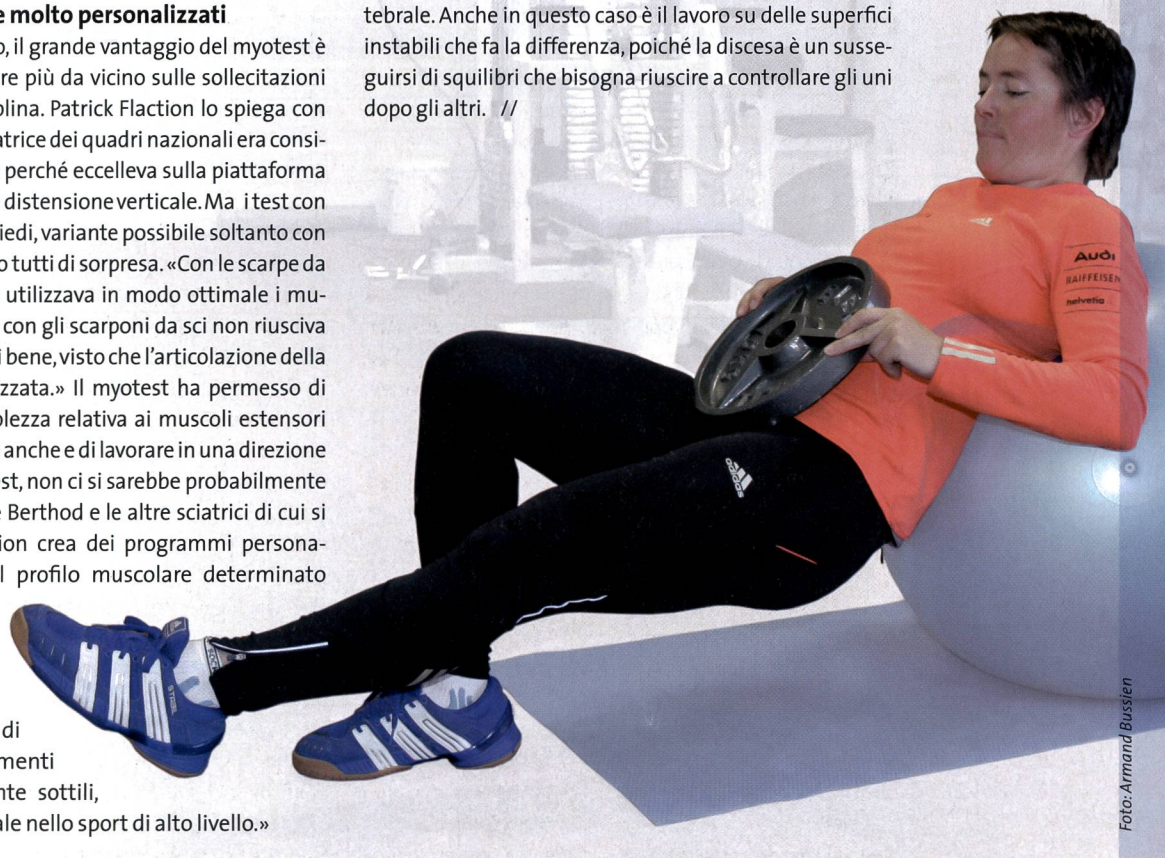 e molto personalizzati
o, il grande vantaggio del myotest è
re più da vicino sulle sollecitazioni
olina. Patrick Flaction lo spiega con
atrice dei quadri nazionali era consi-
perché eccelleva sulla piattaforma
distensione verticale. Ma i test con
iedi, variante possibile soltanto con
o tutti di sorpresa. «Con le scarpe da
utilizzava in modo ottimale i mu-
con gli scarponi da sci non riusciva
i bene, visto che l'articolazione della
izzata.» Il myotest ha permesso di
olezza relativa ai muscoli estensori
anche e di lavorare in una direzione
est, non ci si sarebbe probabilmente
e Berthod e le altre sciatrici di cui si
ion crea dei programmi persona-
l profilo muscolare determinato
di
menti
nte sottili,
ale nello sport di alto livello.»
tebrale. Anche in questo caso è il lavoro su delle superfici
instabili che fa la differenza, poiché la discesa è un susse-
guirsi di squilibri che bisogna riuscire a controllare gli uni
dopo gli altri. //
Audi
RAIFFEISEN
helvetia
adidas
STABIL
Foto: Armand Bussien